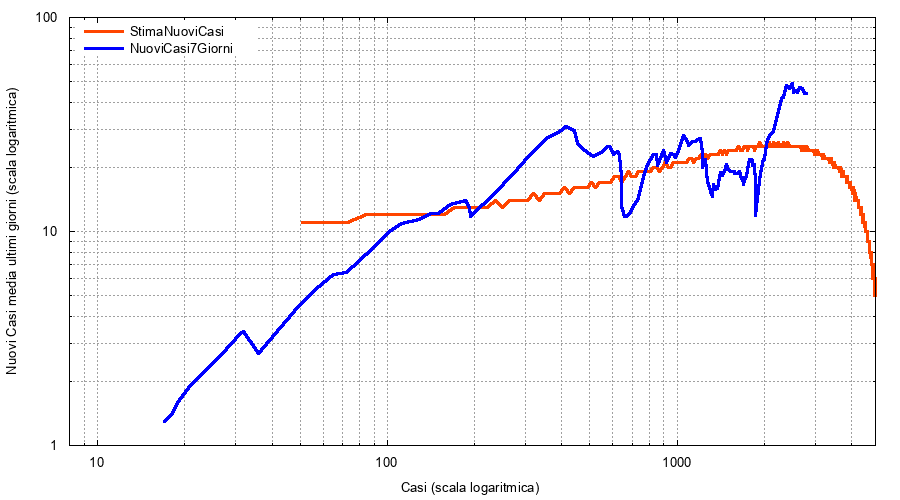 100
StimaNuoviCasi
NuoviCasi7Giorni
Nuovi Casi media ultimi giorni (scala logaritmica)
10
1
10 100 1000
Casi (scala logaritmica)